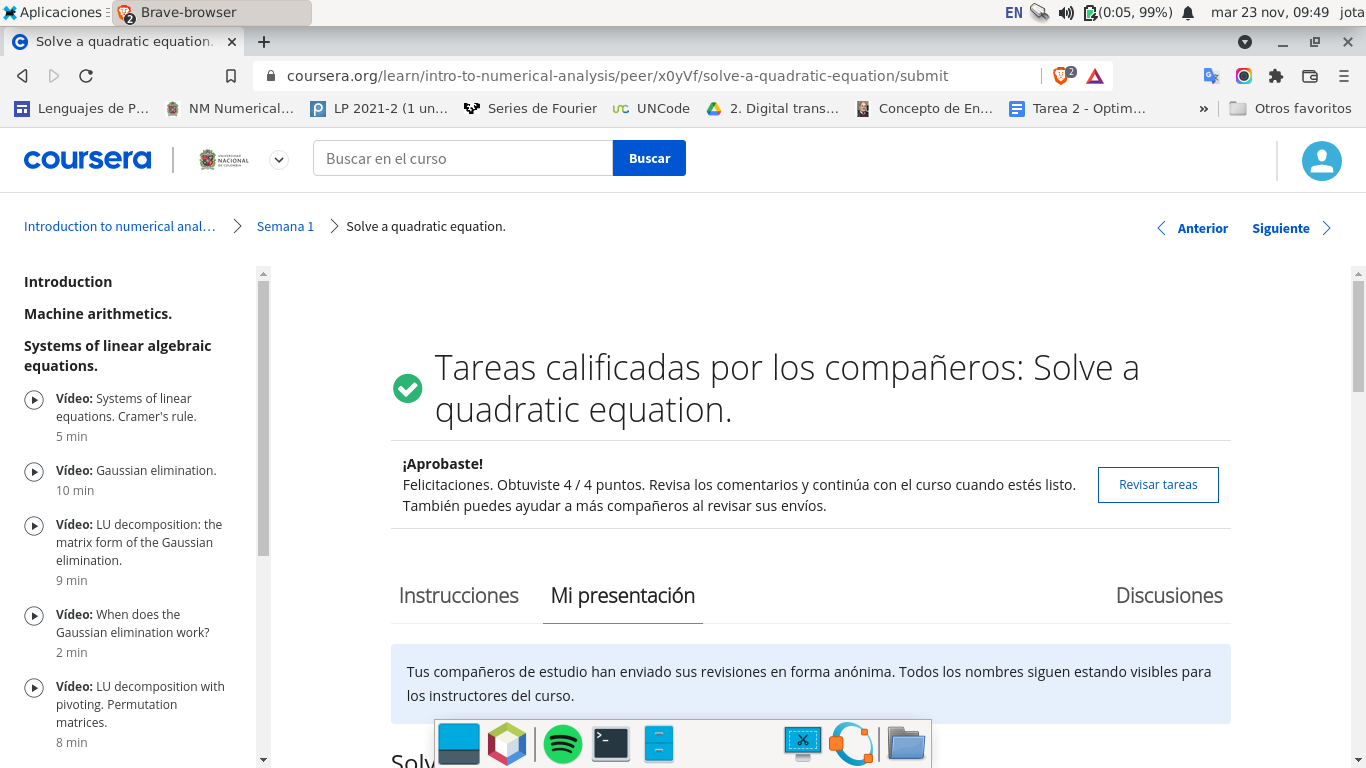 Aplicaciones
2
Brave-browser
EN
(0:05, 99%)
mar 23 nov, 09:49
jota
Solve a quadratic equation.
coursera.org/learn/intro-to-numerical-analysis/peer/x0yVf/solve-a-quadratic-equation/submit
2
Lenguajes de P…
NM Numerical…
LP 2021-2 (1 un…
Series de Fourier
UNCode
2. Digital trans…
Concepto de En…
Tarea 2 - Optim…
»
Otros favoritos
coursera
UNIVERSIDAD
NACIONAL
DE COLOMBIA
Buscar en el curso
Buscar
Introduction to numerical anal…
Semana 1
Solve a quadratic equation.
Anterior
Siguiente
Introduction
Machine arithmetics.
Systems of linear algebraic
equations.
Vídeo: Systems of linear
equations. Cramer's rule.
5 min
Vídeo: Gaussian elimination.
10 min
Vídeo: LU decomposition: the
matrix form of the Gaussian
elimination.
9 min
Vídeo: When does the
Gaussian elimination work?
2 min
Vídeo: LU decomposition with
pivoting. Permutation
matrices.
8 min
Tareas calificadas por los compañeros: Solve a
quadratic equation.
¡Aprobaste!
Felicitaciones. Obtuviste 4 / 4 puntos. Revisa los comentarios y continúa con el curso cuando estés listo.
También puedes ayudar a más compañeros al revisar sus envíos.
Revisar tareas
Instrucciones
Mi presentación
Discusiones
Tus compañeros de estudio han enviado sus revisiones en forma anónima. Todos los nombres siguen estando visibles para
los instructores del curso.
Solv